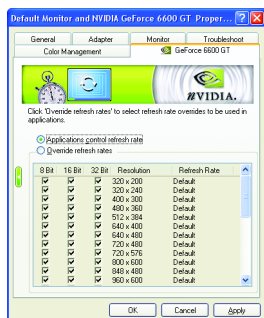 Default Monitor and NVIDIA GeForce 6600 GT Proper...
General Adapter Monitor Troubleshoot
Color Management GeForce 6600 GT
NVIDIA.
Click 'Override refresh rates' to select refresh rate overrides to be used in
applications.
Applications control refresh rate
Override refresh rates
8 Bit 16 Bit 32 Bit Resolution Refresh Rate
320 x 200 Default
320 x 240 Default
400 x 300 Default
480 x 360 Default
512 x 384 Default
640 x 400 Default
640 x 480 Default
720 x 480 Default
720 x 576 Default
800 x 600 Default
848 x 480 Default
960 x 600 Default
OK Cancel Apply